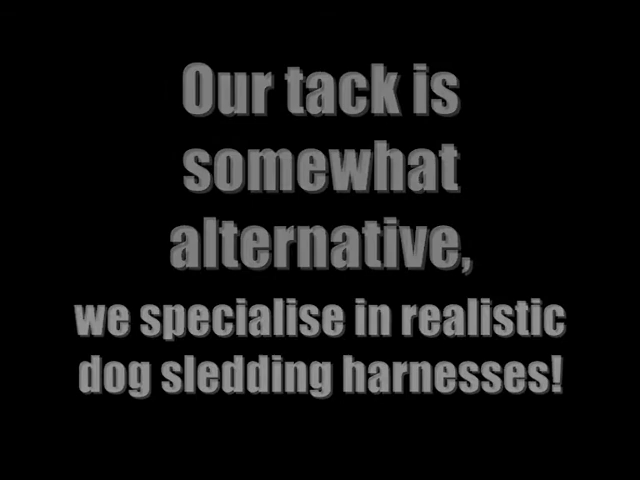 Our tack is
somewhat
alternative,
we specialise in realistic
dog sledding harnesses!